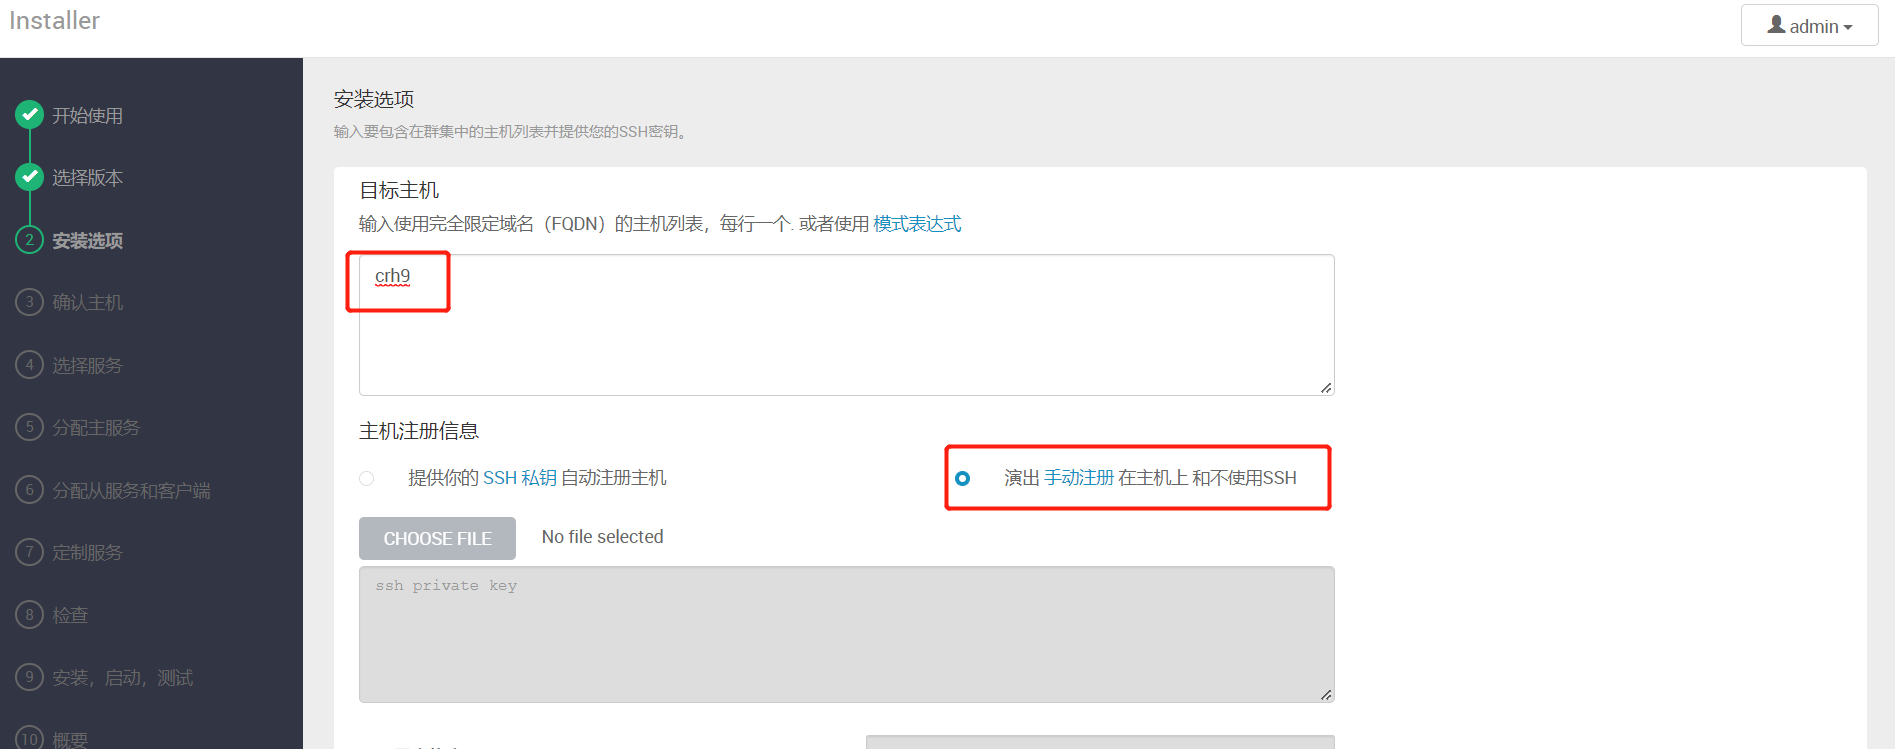 Installer
admin
开始使用
选择版本
2 安装选项
3 确认主机
4 选择服务
5 分配主服务
6 分配从服务和客户端
7 定制服务
8 检查
9 安装，启动，测试
10 概要
安装选项
输入要包含在群集中的主机列表并提供您的SSH密钥。
目标主机
输入使用完全限定域名（FQDN）的主机列表，每行一个. 或者使用 模式表达式
crh9
主机注册信息
提供你的 SSH 私钥 自动注册主机
演出 手动注册 在主机上 和不使用SSH
CHOOSE FILE No file selected
ssh private key